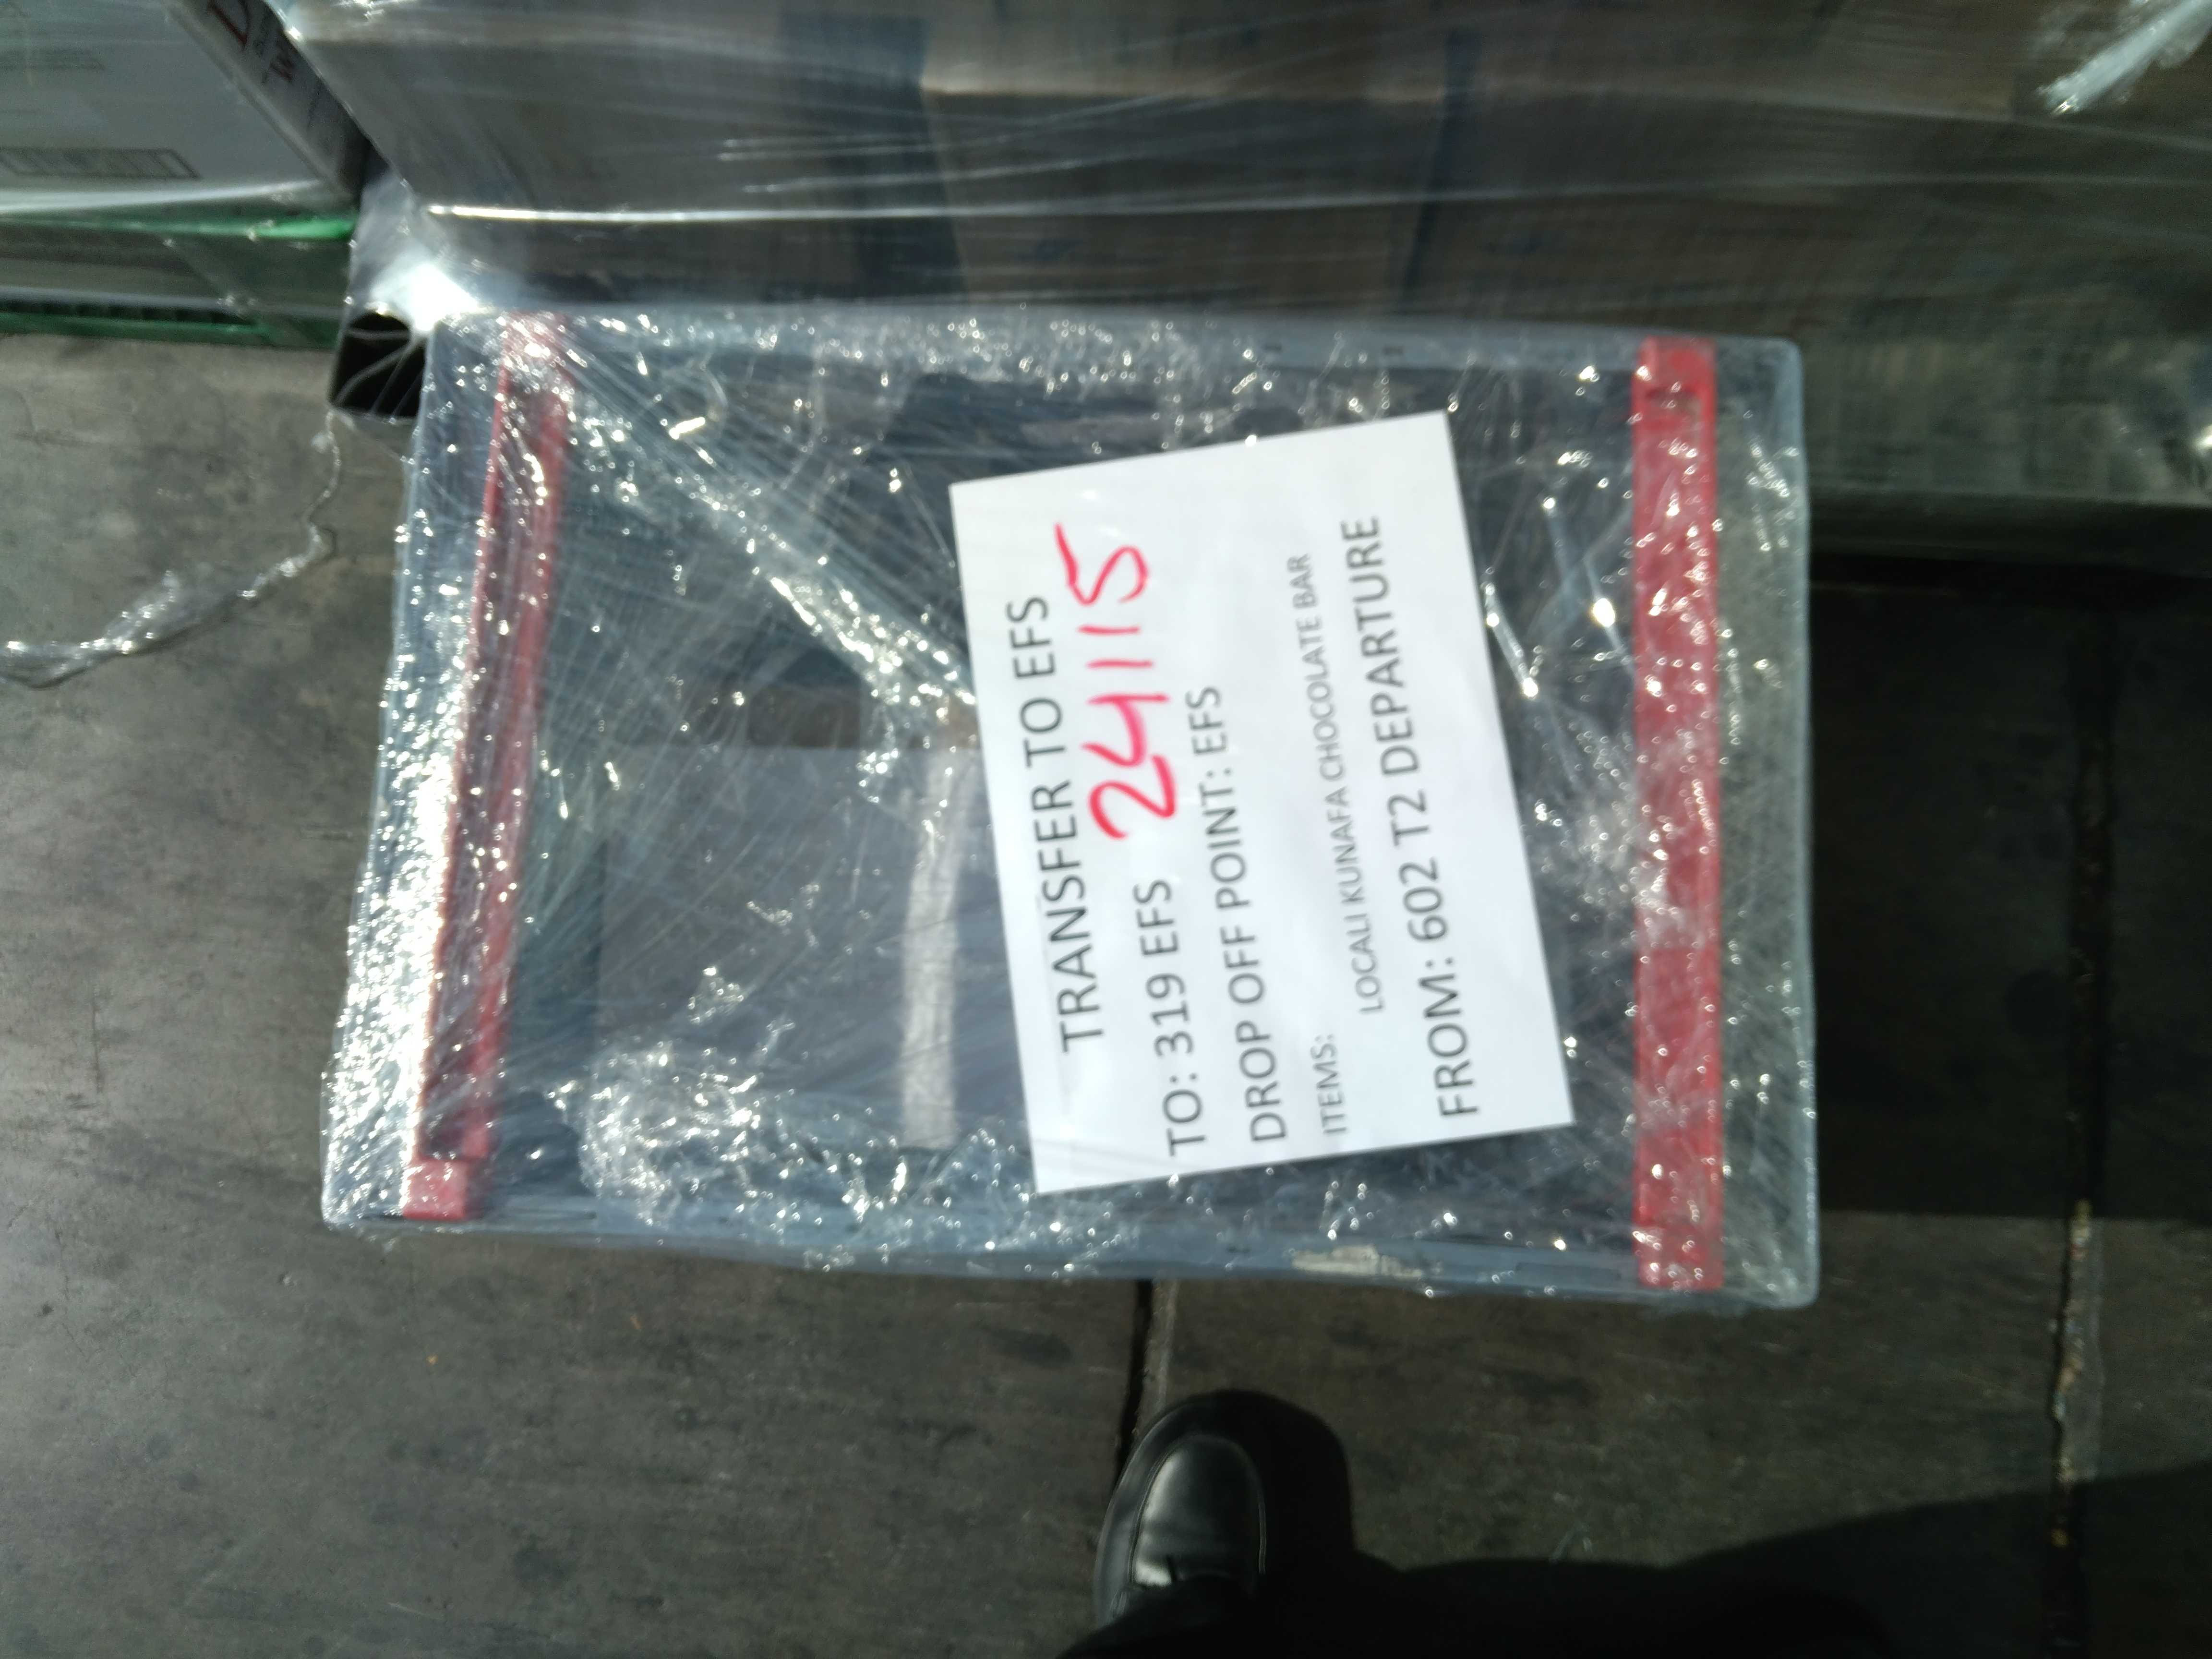 TRANSFER TO EFS
24115
TO: 319 EFS
DROP OFF POINT: EFS
ITEMS:
LOCALI KUNAFA CHOCOLATE BAR
FROM: 602 T2 DEPARTURE